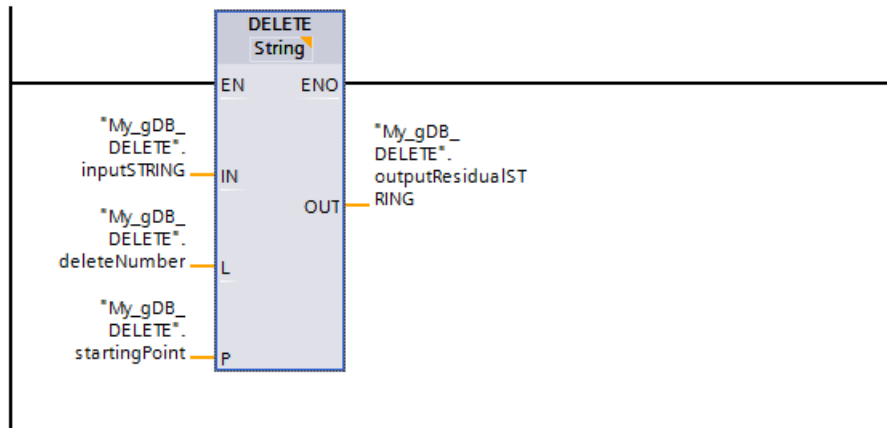 DELETE
String
EN ENO
"My_gDB_
DELETE".
inputSTRING
IN
"My_gDB_
DELETE".
outputResidualST
RING
OUT
"My_gDB_
DELETE".
deleteNumber
L
"My_gDB_
DELETE".
startingPoint
P